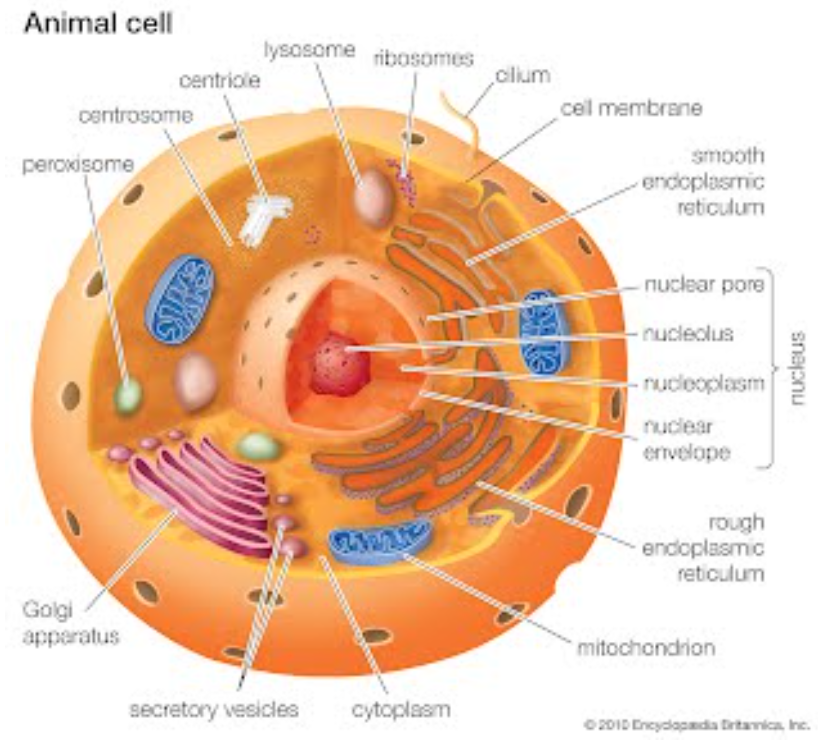 Animal cell
lysosome
ribosomes
cilium
centriole
cell membrane
centrosome
smooth
endoplasmic
reticulum
peroxisome
nuclear pore
nucleolus
nucleoplasm
nuclear
envelope
nucleus
rough
endoplasmic
reticulum
Golgi
apparatus
mitochondrion
secretory vesicles
cytoplasm
© 2010 Encyclopædia Britannica, Inc.